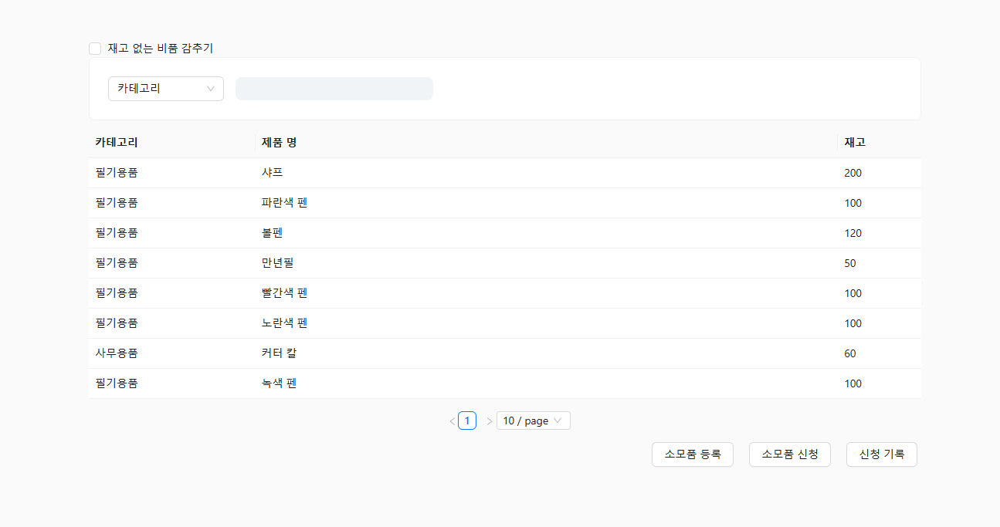 재고 없는 비품 감추기
카테고리
카테고리 제품 명 재고
필기용품 샤프 200
필기용품 파란색 펜 100
필기용품 볼펜 120
필기용품 만년필 50
필기용품 빨간색 펜 100
필기용품 노란색 펜 100
사무용품 커터 칼 60
필기용품 녹색 펜 100
1 10 / page
소모품 등록 소모품 신청 신청 기록